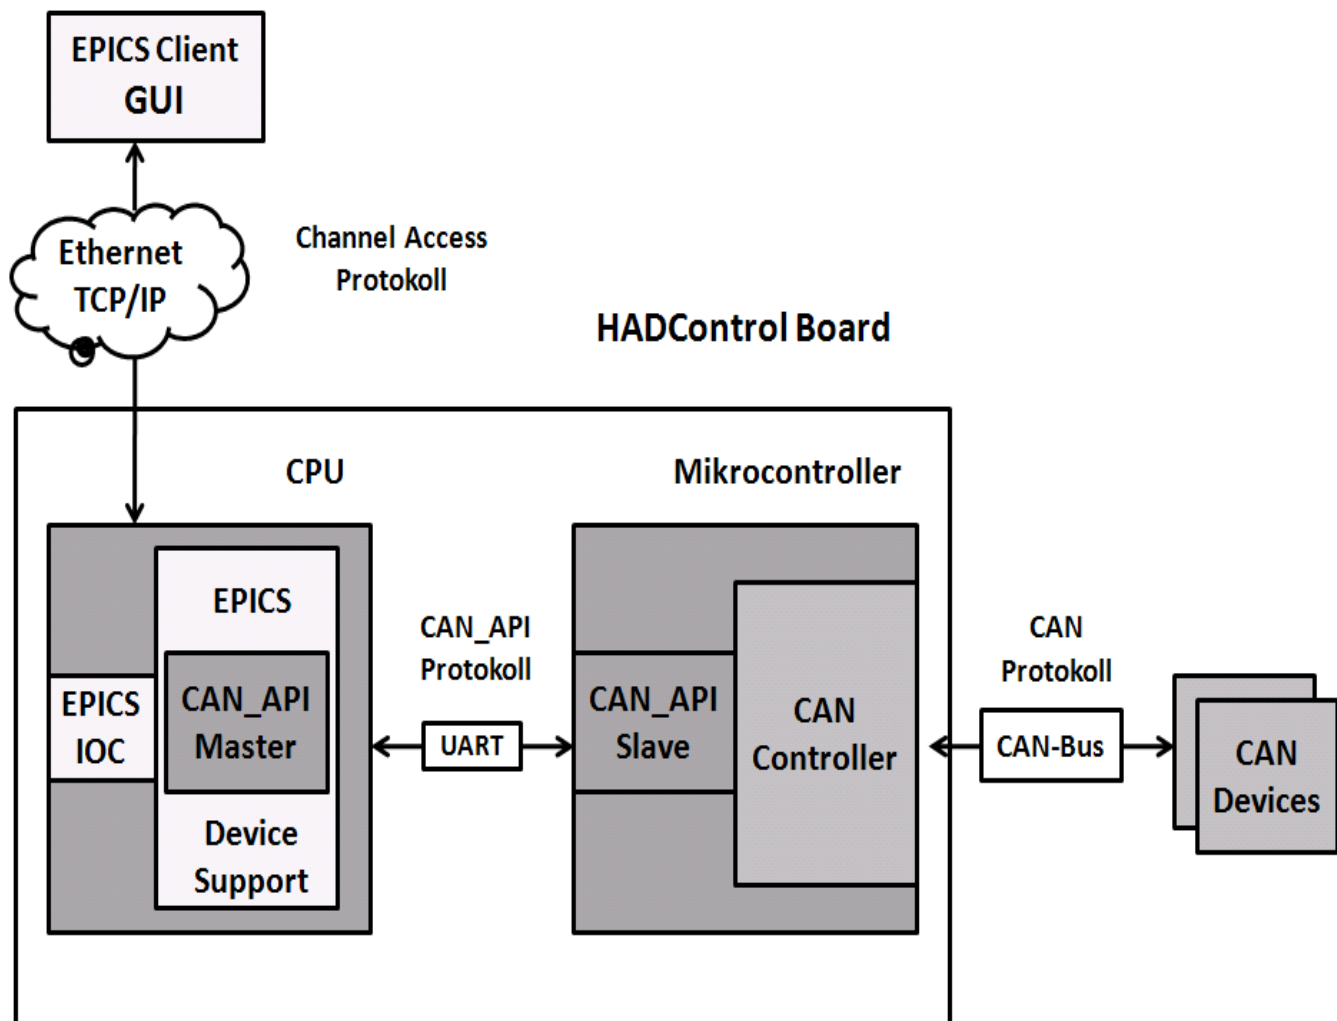 EPICS Client
GUI
Ethernet
TCP/IP
Channel Access
Protokoll
HADControl Board
CPU
Mikrocontroller
EPICS
CAN_API
Master
EPICS
IOC
Device
Support
CAN_API
Protokoll
UART
CAN_API
Slave
CAN
Controller
CAN
Protokoll
CAN-Bus
CAN
Devices